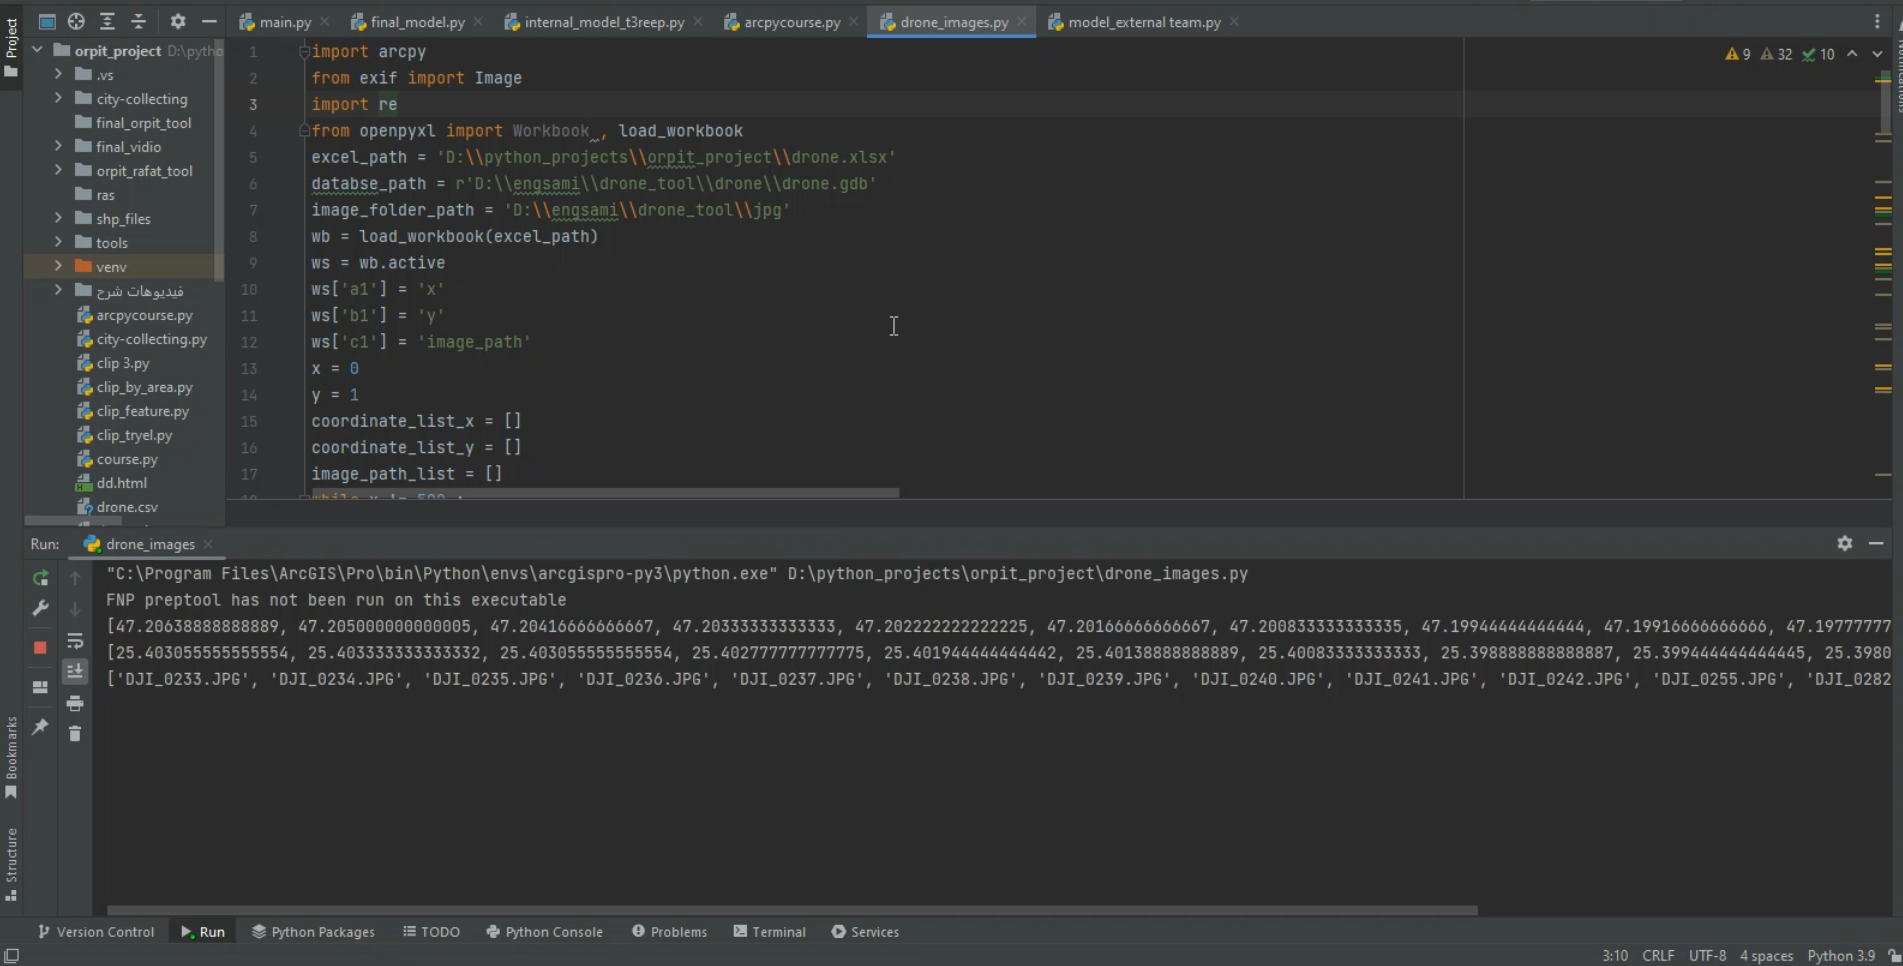 main.py
final_model.py
internal_model_t3reep.py
arcpycourse.py
drone_images.py
model_external team.py
Project
orpit_project D:\pytho
.vs
city-collecting
final_orpit_tool
final_vidio
orpit_rafat_tool
ras
shp_files
tools
venv
فيديوهات شرح
arcpycourse.py
city-collecting.py
clip 3.py
clip_by_area.py
clip_feature.py
clip_tryel.py
course.py
dd.html
drone.csv
9 32 10
1 import arcpy
2 from exif import Image
3 import re
4 from openpyxl import Workbook , load_workbook
5 excel_path = 'D:\\python_projects\\orpit_project\\drone.xlsx'
6 databse_path = r'D:\\engsami\\drone_tool\\drone\\drone.gdb'
7 image_folder_path = 'D:\\engsami\\drone_tool\\jpg'
8 wb = load_workbook(excel_path)
9 ws = wb.active
10 ws['a1'] = 'x'
11 ws['b1'] = 'y'
12 ws['c1'] = 'image_path'
13 x = 0
14 y = 1
15 coordinate_list_x = []
16 coordinate_list_y = []
17 image_path_list = []
Run: drone_images
"C:\Program Files\ArcGIS\Pro\bin\Python\envs\arcgispro-py3\python.exe" D:\python_projects\orpit_project\drone_images.py
FNP preptool has not been run on this executable
[47.20638888888889, 47.205000000000005, 47.20416666666667, 47.20333333333333, 47.202222222222225, 47.20166666666667, 47.200833333333335, 47.19944444444444, 47.19916666666666, 47.19777777
[25.403055555555554, 25.403333333333332, 25.403055555555554, 25.402777777777775, 25.401944444444442, 25.40138888888889, 25.40083333333333, 25.398888888888887, 25.399444444444445, 25.3980
['DJI_0233.JPG', 'DJI_0234.JPG', 'DJI_0235.JPG', 'DJI_0236.JPG', 'DJI_0237.JPG', 'DJI_0238.JPG', 'DJI_0239.JPG', 'DJI_0240.JPG', 'DJI_0241.JPG', 'DJI_0242.JPG', 'DJI_0255.JPG', 'DJI_0282
Bookmarks
Structure
Version Control
Run
Python Packages
TODO
Python Console
Problems
Terminal
Services
3:10 CRLF UTF-8 4 spaces Python 3.9